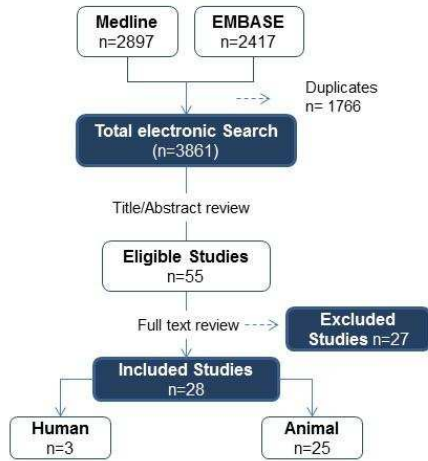 Medline
n=2897
EMBASE
n=2417
Duplicates
n= 1766
Total electronic Search
(n=3861)
Title/Abstract review
Eligible Studies
n=55
Full text review
Excluded
Studies n=27
Included Studies
n=28
Human
n=3
Animal
n=25